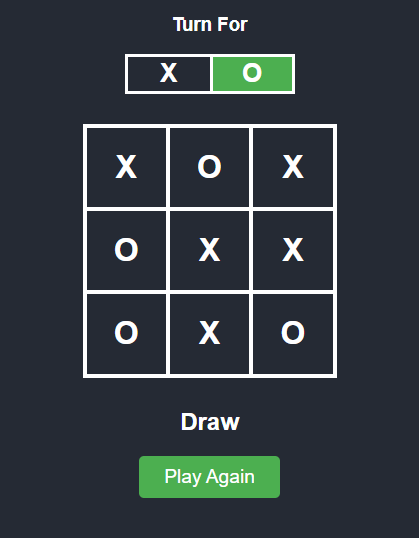 Turn For
X O
X O X
O X X
O X O
Draw
Play Again